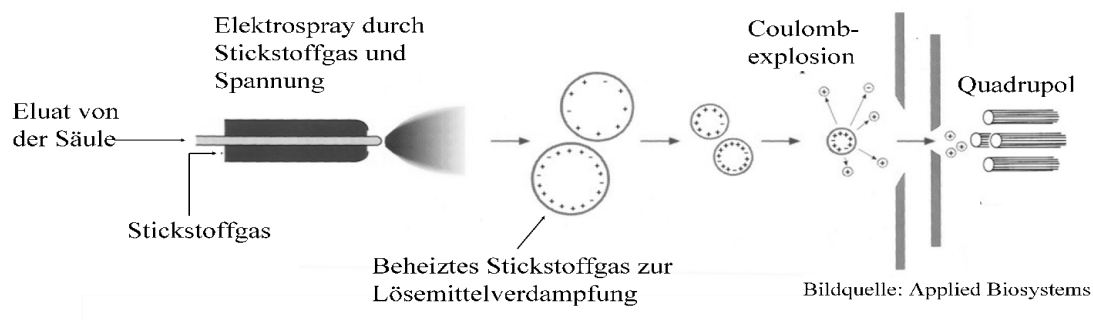 Elektrospray durch
Stickstoffgas und
Spannung
Eluat von
der Säule
Stickstoffgas
Beheiztes Stickstoffgas zur
Lösemittelverdampfung
Coulomb-
explosion
Quadrupol
Bildquelle: Applied Biosystems